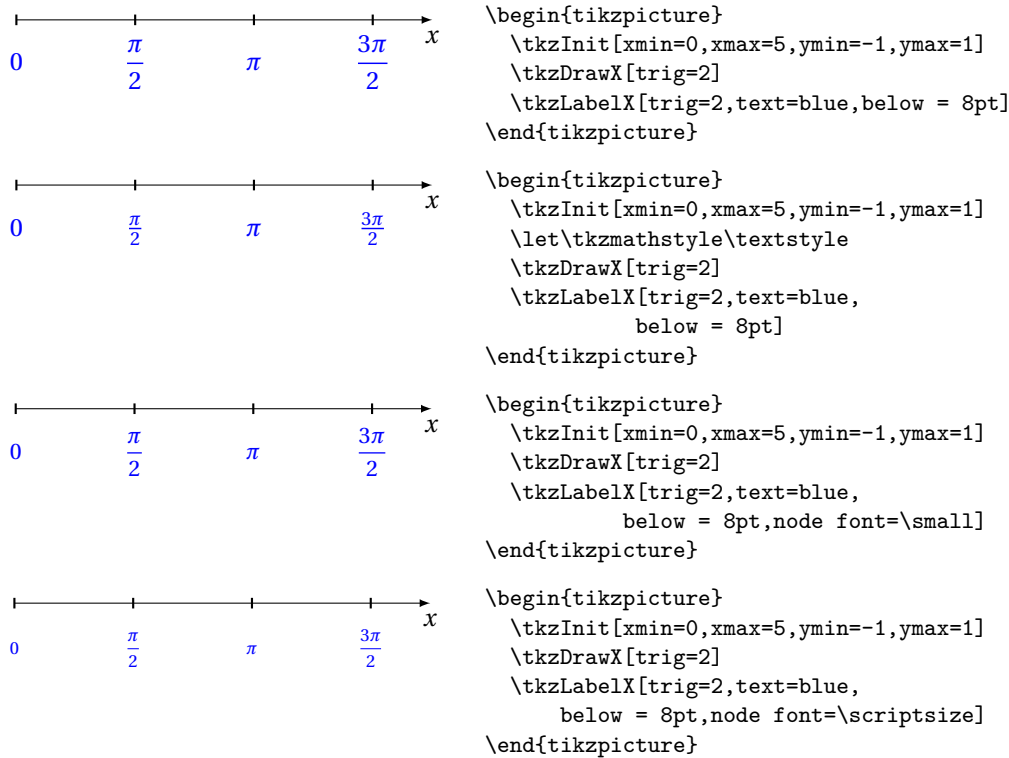 x
0 π/2 π 3π/2
\begin{tikzpicture}
\tkzInit[xmin=0,xmax=5,ymin=-1,ymax=1]
\tkzDrawX[trig=2]
\tkzLabelX[trig=2,text=blue,below = 8pt]
\end{tikzpicture}
x
0 π/2 π 3π/2
\begin{tikzpicture}
\tkzInit[xmin=0,xmax=5,ymin=-1,ymax=1]
\let\tkzmathstyle\textstyle
\tkzDrawX[trig=2]
\tkzLabelX[trig=2,text=blue,
below = 8pt]
\end{tikzpicture}
x
0 π/2 π 3π/2
\begin{tikzpicture}
\tkzInit[xmin=0,xmax=5,ymin=-1,ymax=1]
\tkzDrawX[trig=2]
\tkzLabelX[trig=2,text=blue,
below = 8pt,node font=\small]
\end{tikzpicture}
x
0 π/2 π 3π/2
\begin{tikzpicture}
\tkzInit[xmin=0,xmax=5,ymin=-1,ymax=1]
\tkzDrawX[trig=2]
\tkzLabelX[trig=2,text=blue,
below = 8pt,node font=\scriptsize]
\end{tikzpicture}